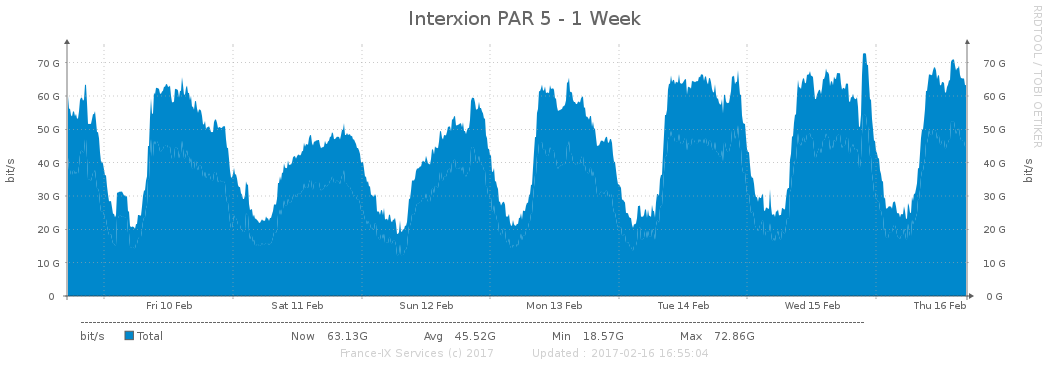 Interxion PAR 5 - 1 Week
RRDTOOL / TOBI OETIKER
bit/s
70 G
60 G
50 G
40 G
30 G
20 G
10 G
0
70 G
60 G
50 G
40 G
30 G
20 G
10 G
0 G
bit/s
Fri 10 Feb Sat 11 Feb Sun 12 Feb Mon 13 Feb Tue 14 Feb Wed 15 Feb Thu 16 Feb
bit/s Total Now 63.13G Avg 45.52G Min 18.57G Max 72.86G
France-IX Services (c) 2017 Updated : 2017-02-16 16:55:04